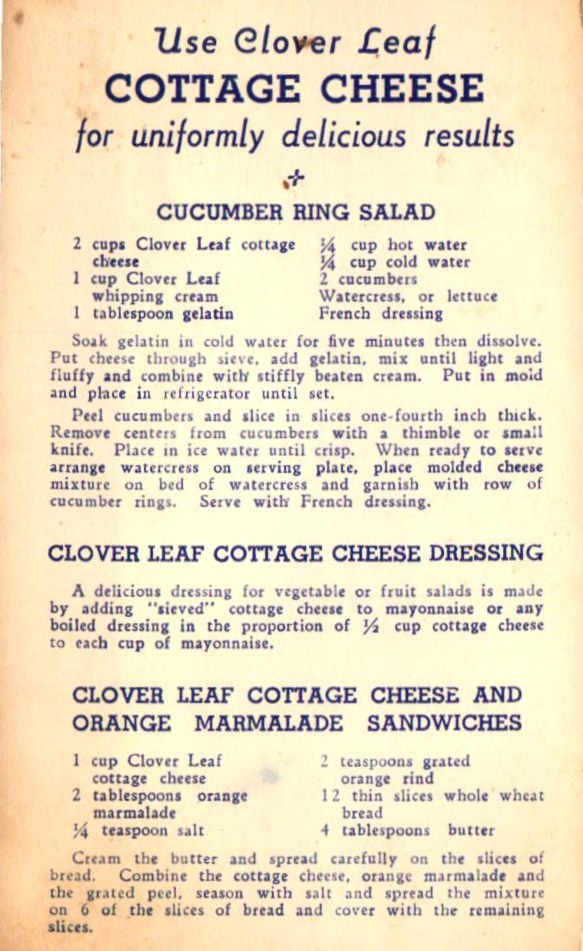 Use Clover Leaf
COTTAGE CHEESE
for uniformly delicious results
CUCUMBER RING SALAD
2 cups Clover Leaf cottage
cheese
1 cup Clover Leaf
whipping cream
1 tablespoon gelatin
¼ cup hot water
¼ cup cold water
2 cucumbers
Watercress, or lettuce
French dressing
Soak gelatin in cold water for five minutes then dissolve.
Put cheese through sieve, add gelatin, mix until light and
fluffy and combine with stiffly beaten cream. Put in mold
and place in refrigerator until set.
Peel cucumbers and slice in slices one-fourth inch thick.
Remove centers from cucumbers with a thimble or small
knife. Place in ice water until crisp. When ready to serve
arrange watercress on serving plate, place molded cheese
mixture on bed of watercress and garnish with row of
cucumber rings. Serve with French dressing.
CLOVER LEAF COTTAGE CHEESE DRESSING
A delicious dressing for vegetable or fruit salads is made
by adding "sieved" cottage cheese to mayonnaise or any
boiled dressing in the proportion of ½ cup cottage cheese
to each cup of mayonnaise.
CLOVER LEAF COTTAGE CHEESE AND
ORANGE MARMALADE SANDWICHES
1 cup Clover Leaf
cottage cheese
2 tablespoons orange
marmalade
¼ teaspoon salt
2 teaspoons grated
orange rind
12 thin slices whole wheat
bread
4 tablespoons butter
Cream the butter and spread carefully on the slices of
bread. Combine the cottage cheese, orange marmalade and
the grated peel, season with salt and spread the mixture
on 6 of the slices of bread and cover with the remaining
slices.